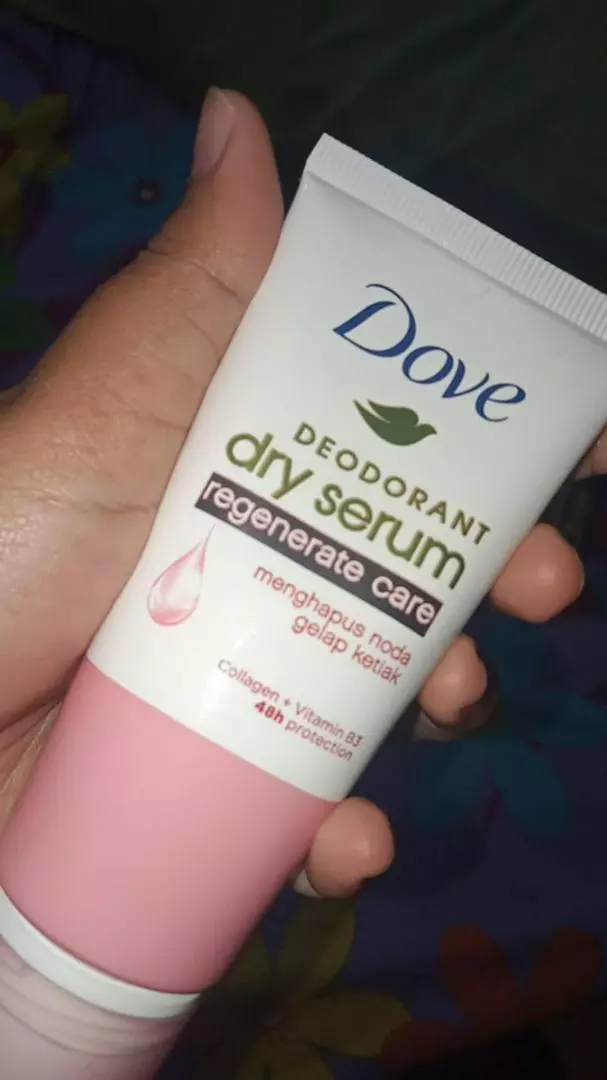 Dove
DEODORANT
dry serum
regenerate care
menghapus noda
gelap ketiak
Collagen + Vitamin B3
48h protection